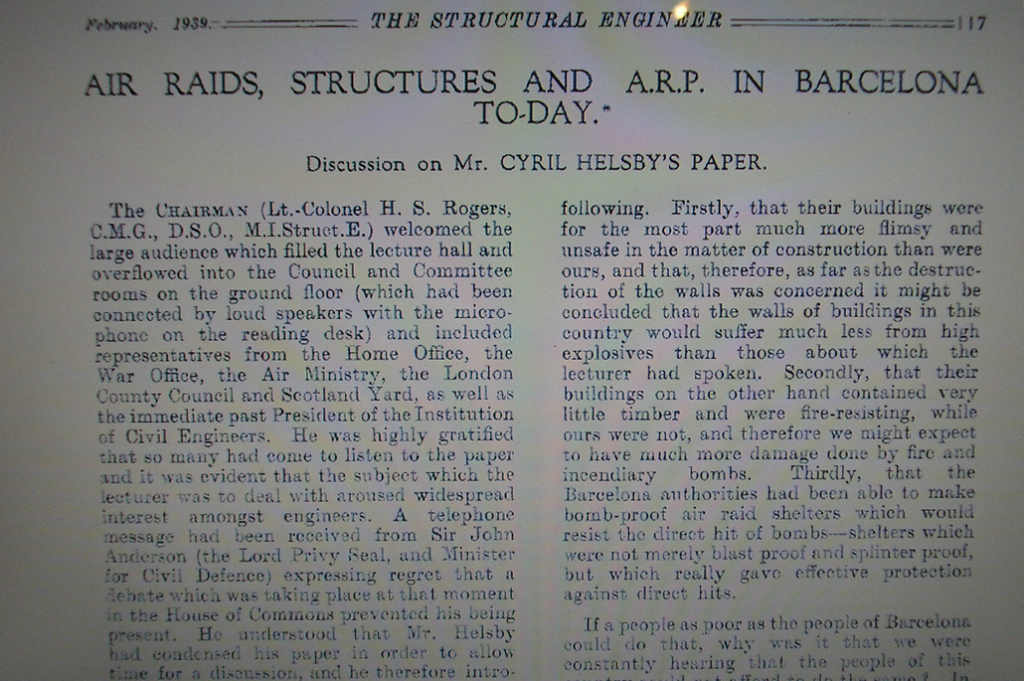 February, 1939. THE STRUCTURAL ENGINEER 117
AIR RAIDS, STRUCTURES AND A.R.P. IN BARCELONA
TO-DAY.*
Discussion on Mr. CYRIL HELSBY'S PAPER.
The CHAIRMAN (Lt.-Colonel H. S. Rogers,
C.M.G., D.S.O., M.I.Struct.E.) welcomed the
large audience which filled the lecture hall and
overflowed into the Council and Committee
rooms on the ground floor (which had been
connected by loud speakers with the micro-
phone on the reading desk) and included
representatives from the Home Office, the
War Office, the Air Ministry, the London
County Council and Scotland Yard, as well as
the immediate past President of the Institution
of Civil Engineers. He was highly gratified
that so many had come to listen to the paper
and it was evident that the subject which the
lecturer was to deal with aroused widespread
interest amongst engineers. A telephone
message had been received from Sir John
Anderson (the Lord Privy Seal, and Minister
for Civil Defence) expressing regret that a
debate which was taking place at that moment
in the House of Commons prevented his being
present. He understood that Mr. Helsby
had condensed his paper in order to allow
time for a discussion, and he therefore intro-
following. Firstly, that their buildings were
for the most part much more flimsy and
unsafe in the matter of construction than were
ours, and that, therefore, as far as the destruc-
tion of the walls was concerned it might be
concluded that the walls of buildings in this
country would suffer much less from high
explosives than those about which the
lecturer had spoken. Secondly, that their
buildings on the other hand contained very
little timber and were fire-resisting, while
ours were not, and therefore we might expect
to have much more damage done by fire and
incendiary bombs. Thirdly, that the
Barcelona authorities had been able to make
bomb-proof air raid shelters which would
resist the direct hit of bombs—shelters which
were not merely blast proof and splinter proof,
but which really gave effective protection
against direct hits.
If a people as poor as the people of Barcelona
could do that, why was it that we were
constantly hearing that the people of this
country could not afford to do the same? In